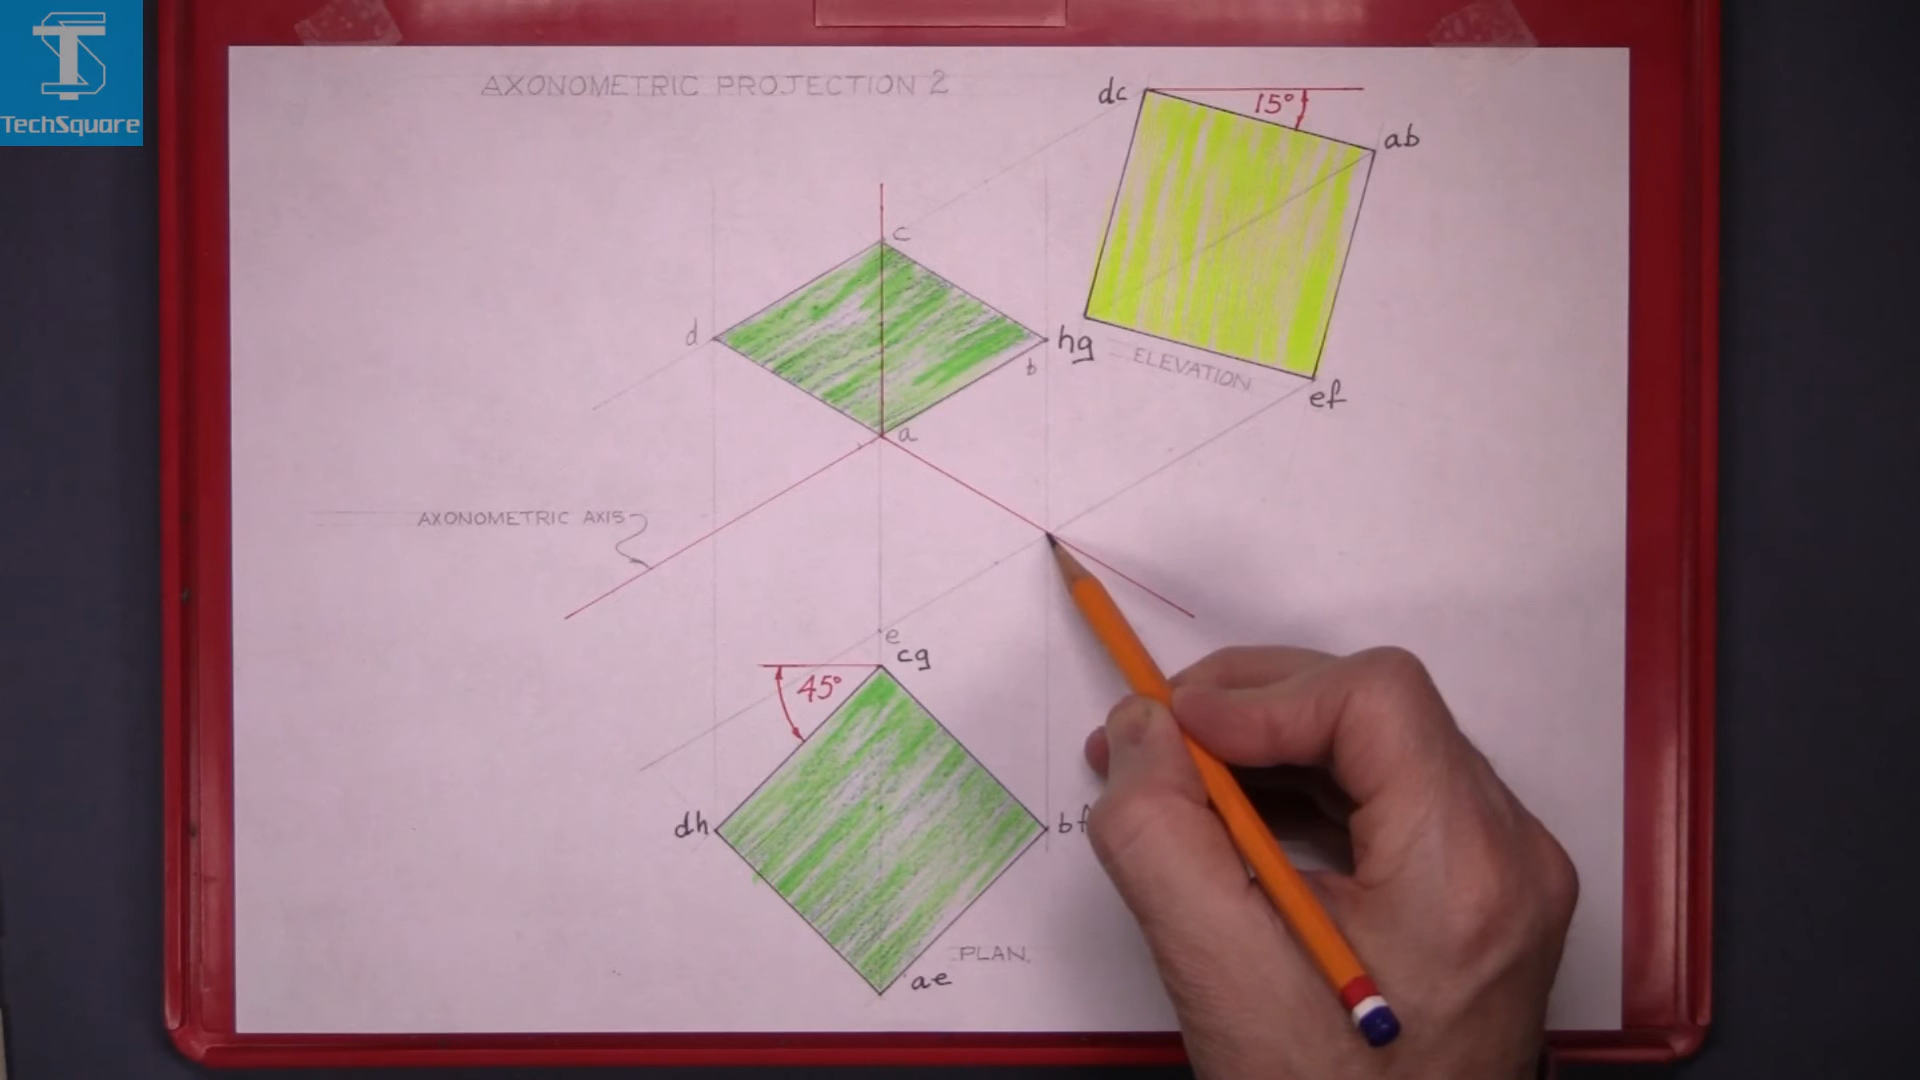 TechSquare
AXONOMETRIC PROJECTION 2
dc
15°
ab
c
d
hg
b
ELEVATION
ef
a
AXONOMETRIC AXIS
e
cg
45°
dh
bf
PLAN.
ae